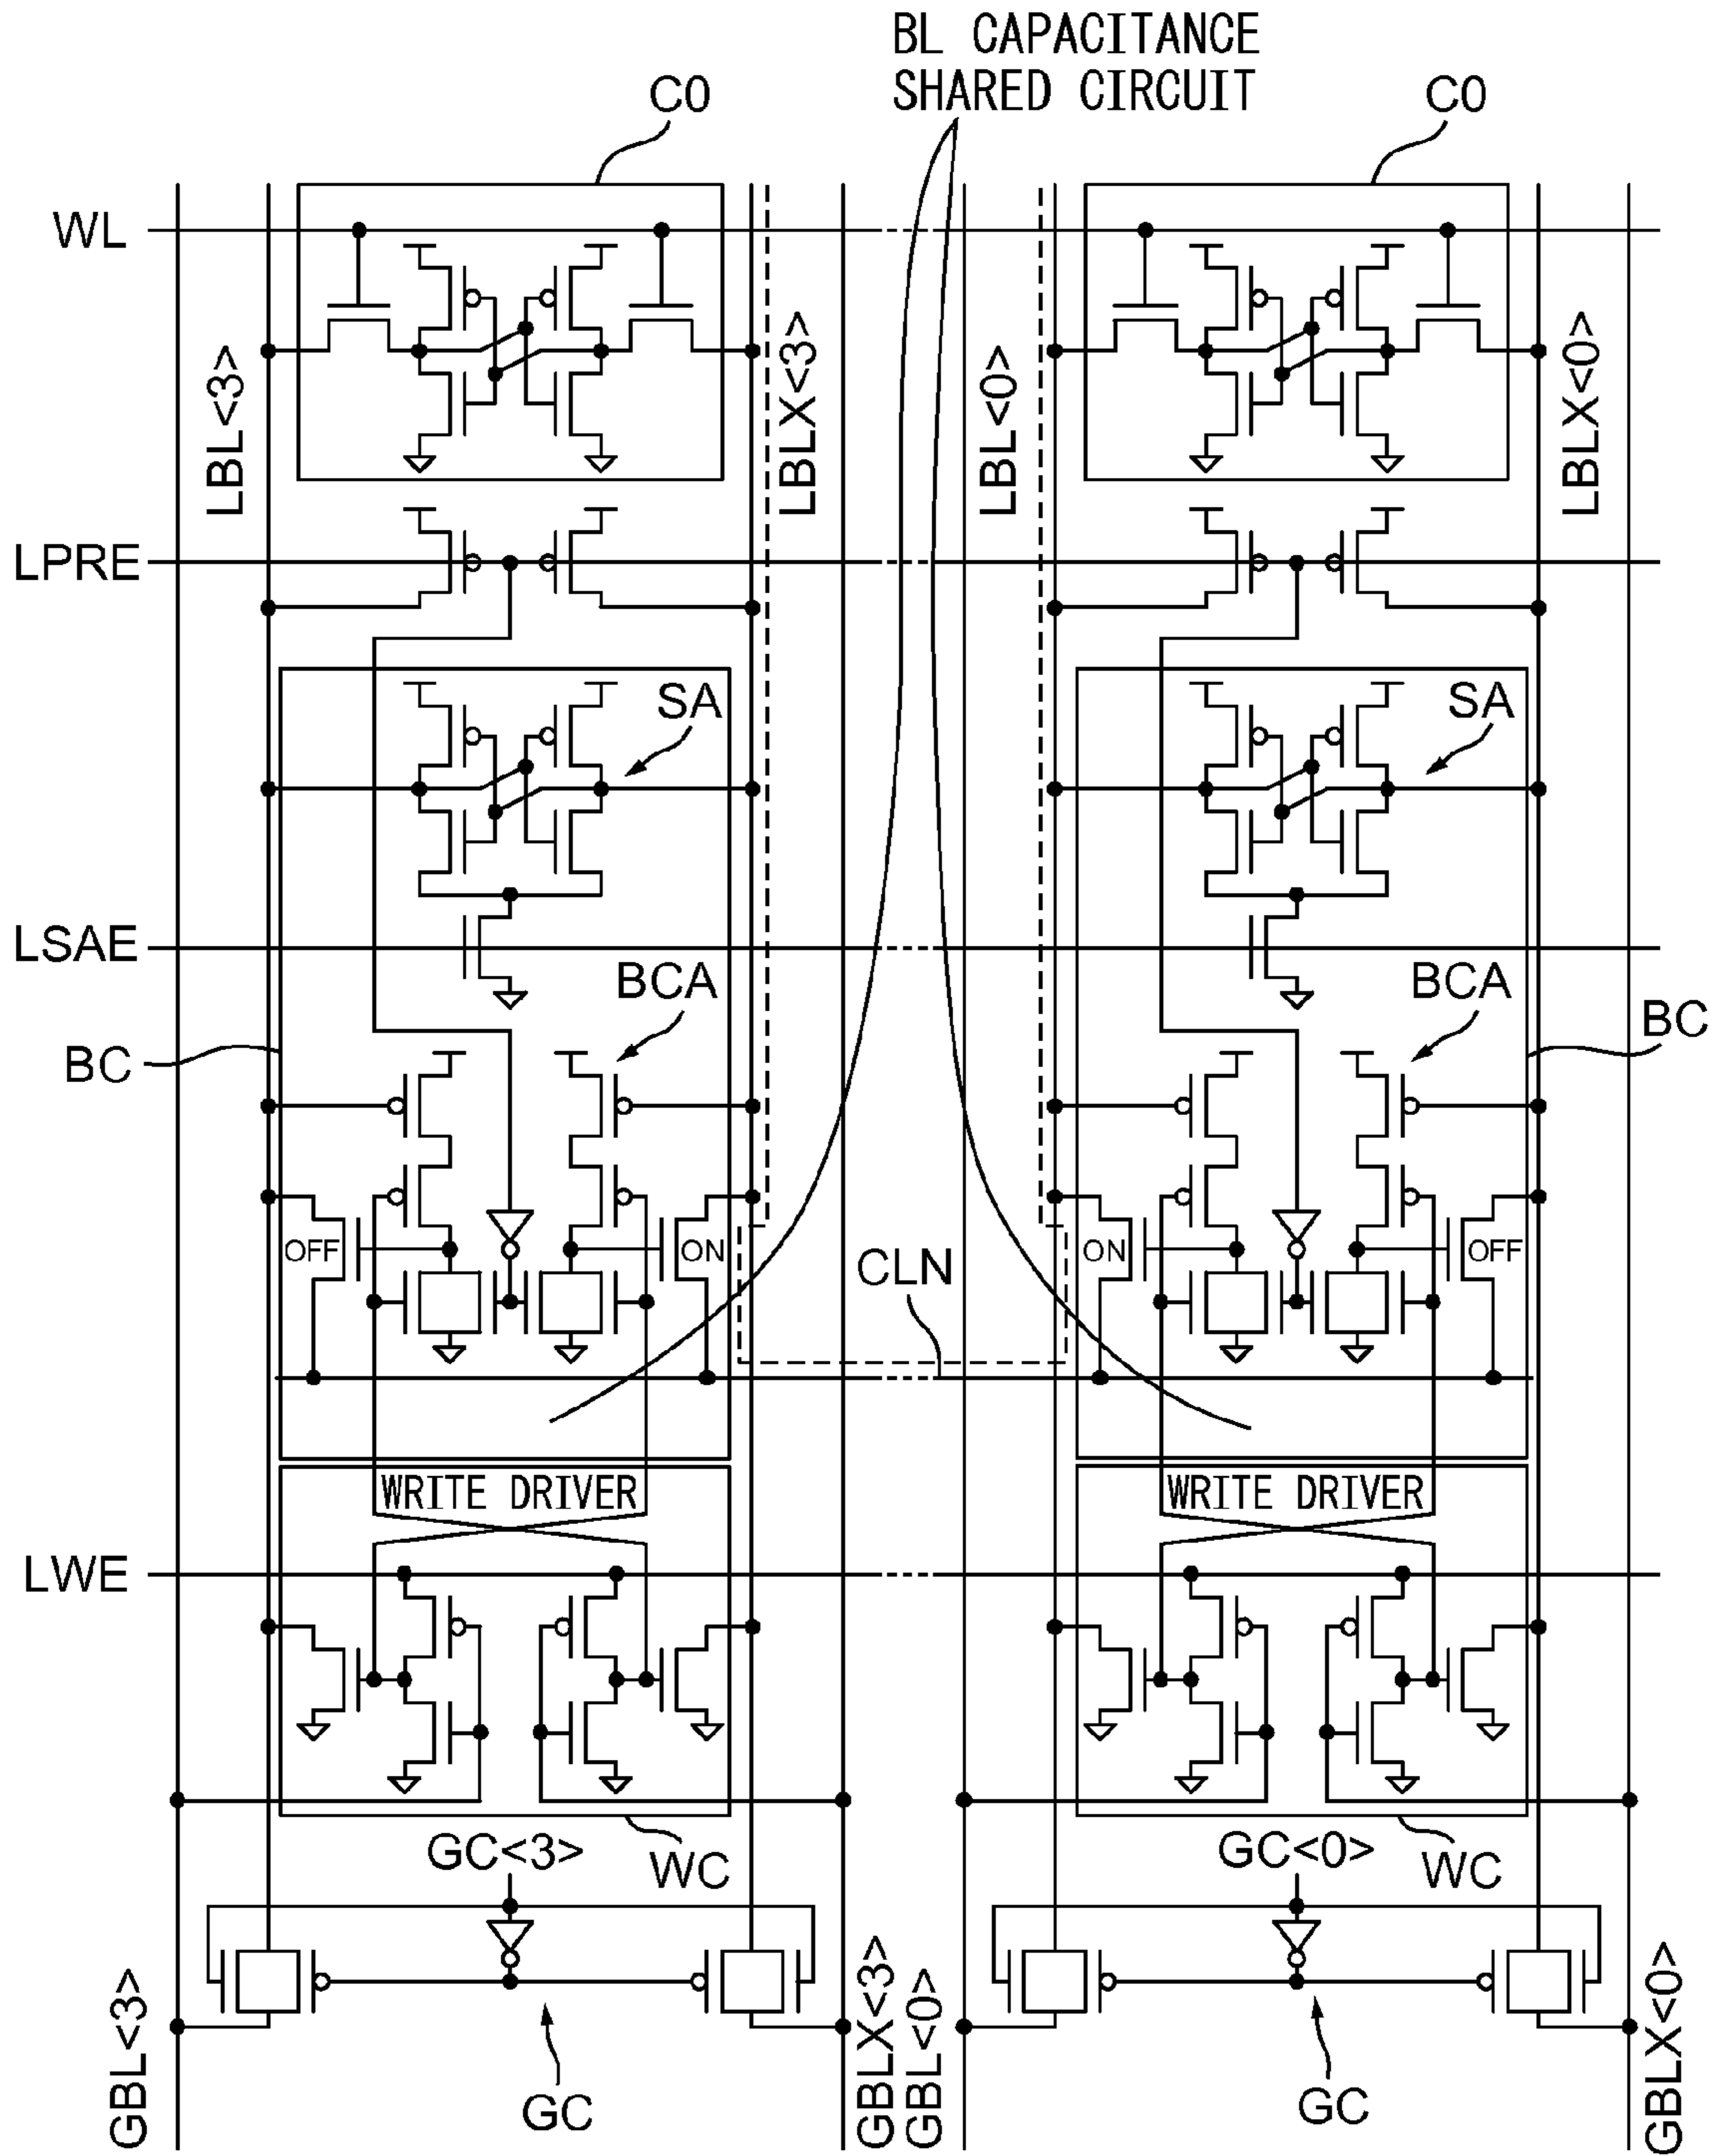 BL CAPACITANCE
SHARED CIRCUIT
C0
C0
WL
LBL<3>
LBLX<3>
LBL<0>
LBLX<0>
LPRE
SA
SA
LSAE
BCA
BCA
BC
BC
OFF
ON
CLN
ON
OFF
WRITE DRIVER
WRITE DRIVER
LWE
GC<3>
WC
GC<0>
WC
GBL<3>
GC
GBLX<3>
GBL<0>
GC
GBLX<0>